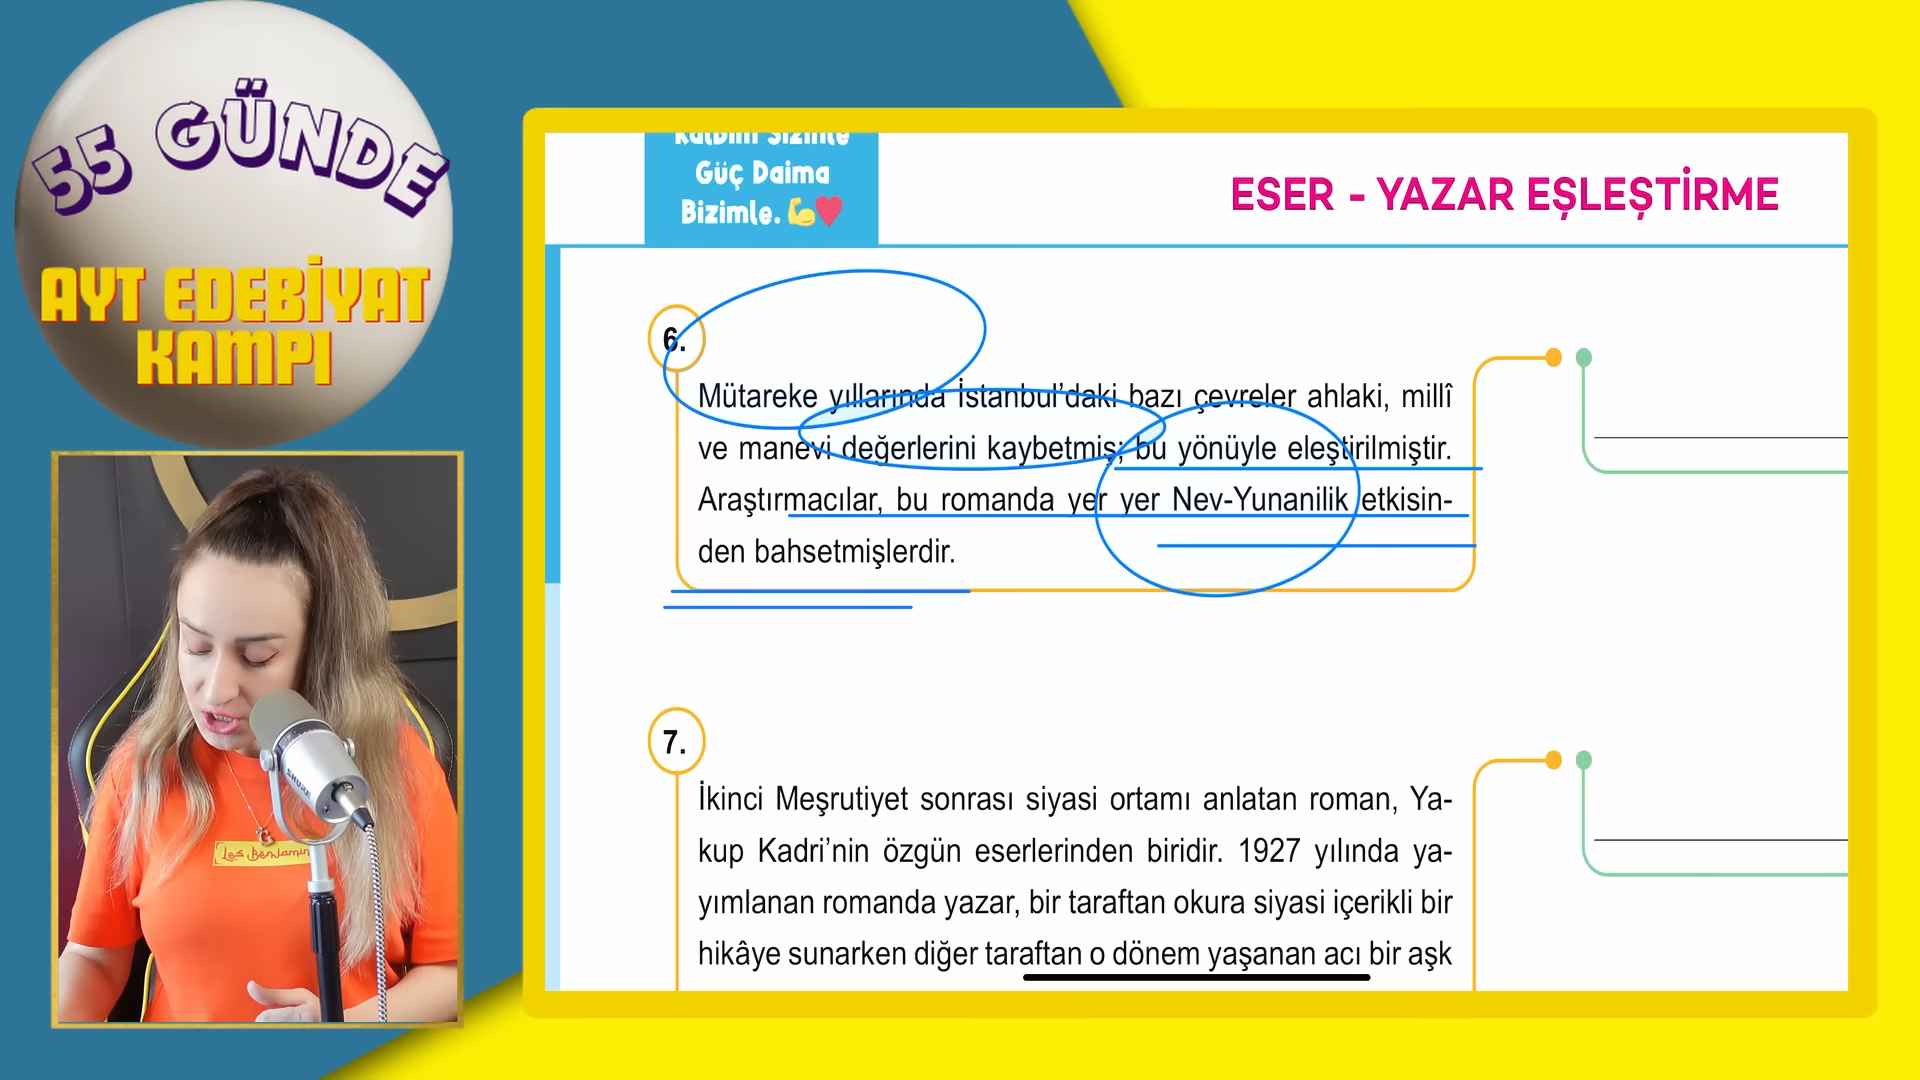 55 GÜNDE
AYT EDEBİYAT
KAMPI
Kaldım Sizinle
Güç Daima
Bizimle.
ESER - YAZAR EŞLEŞTİRME
6.
Mütareke yıllarında İstanbul'daki bazı çevreler ahlaki, millî
ve manevi değerlerini kaybetmiş; bu yönüyle eleştirilmiştir.
Araştırmacılar, bu romanda yer yer Nev-Yunanilik etkisin-
den bahsetmişlerdir.
7.
İkinci Meşrutiyet sonrası siyasi ortamı anlatan roman, Ya-
kup Kadri'nin özgün eserlerinden biridir. 1927 yılında ya-
yımlanan romanda yazar, bir taraftan okura siyasi içerikli bir
hikâye sunarken diğer taraftan o dönem yaşanan acı bir aşk
SHURE
Les Benjamins